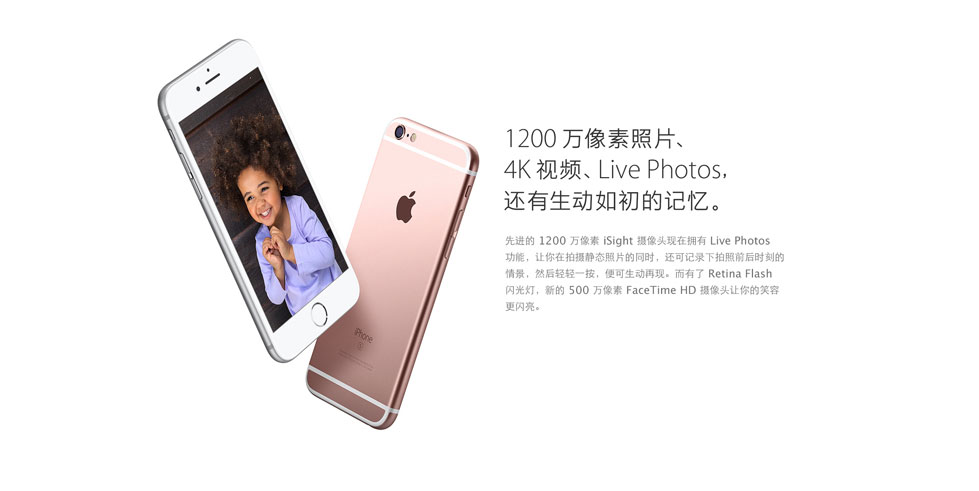 1200 万像素照片、
4K 视频、Live Photos，
还有生动如初的记忆。
先进的 1200 万像素 iSight 摄像头现在拥有 Live Photos
功能，让你在拍摄静态照片的同时，还可记录下拍照前后时刻的
情景，然后轻轻一按，便可生动再现。而有了 Retina Flash
闪光灯，新的 500 万像素 FaceTime HD 摄像头让你的笑容
更闪亮。
iPhone
S